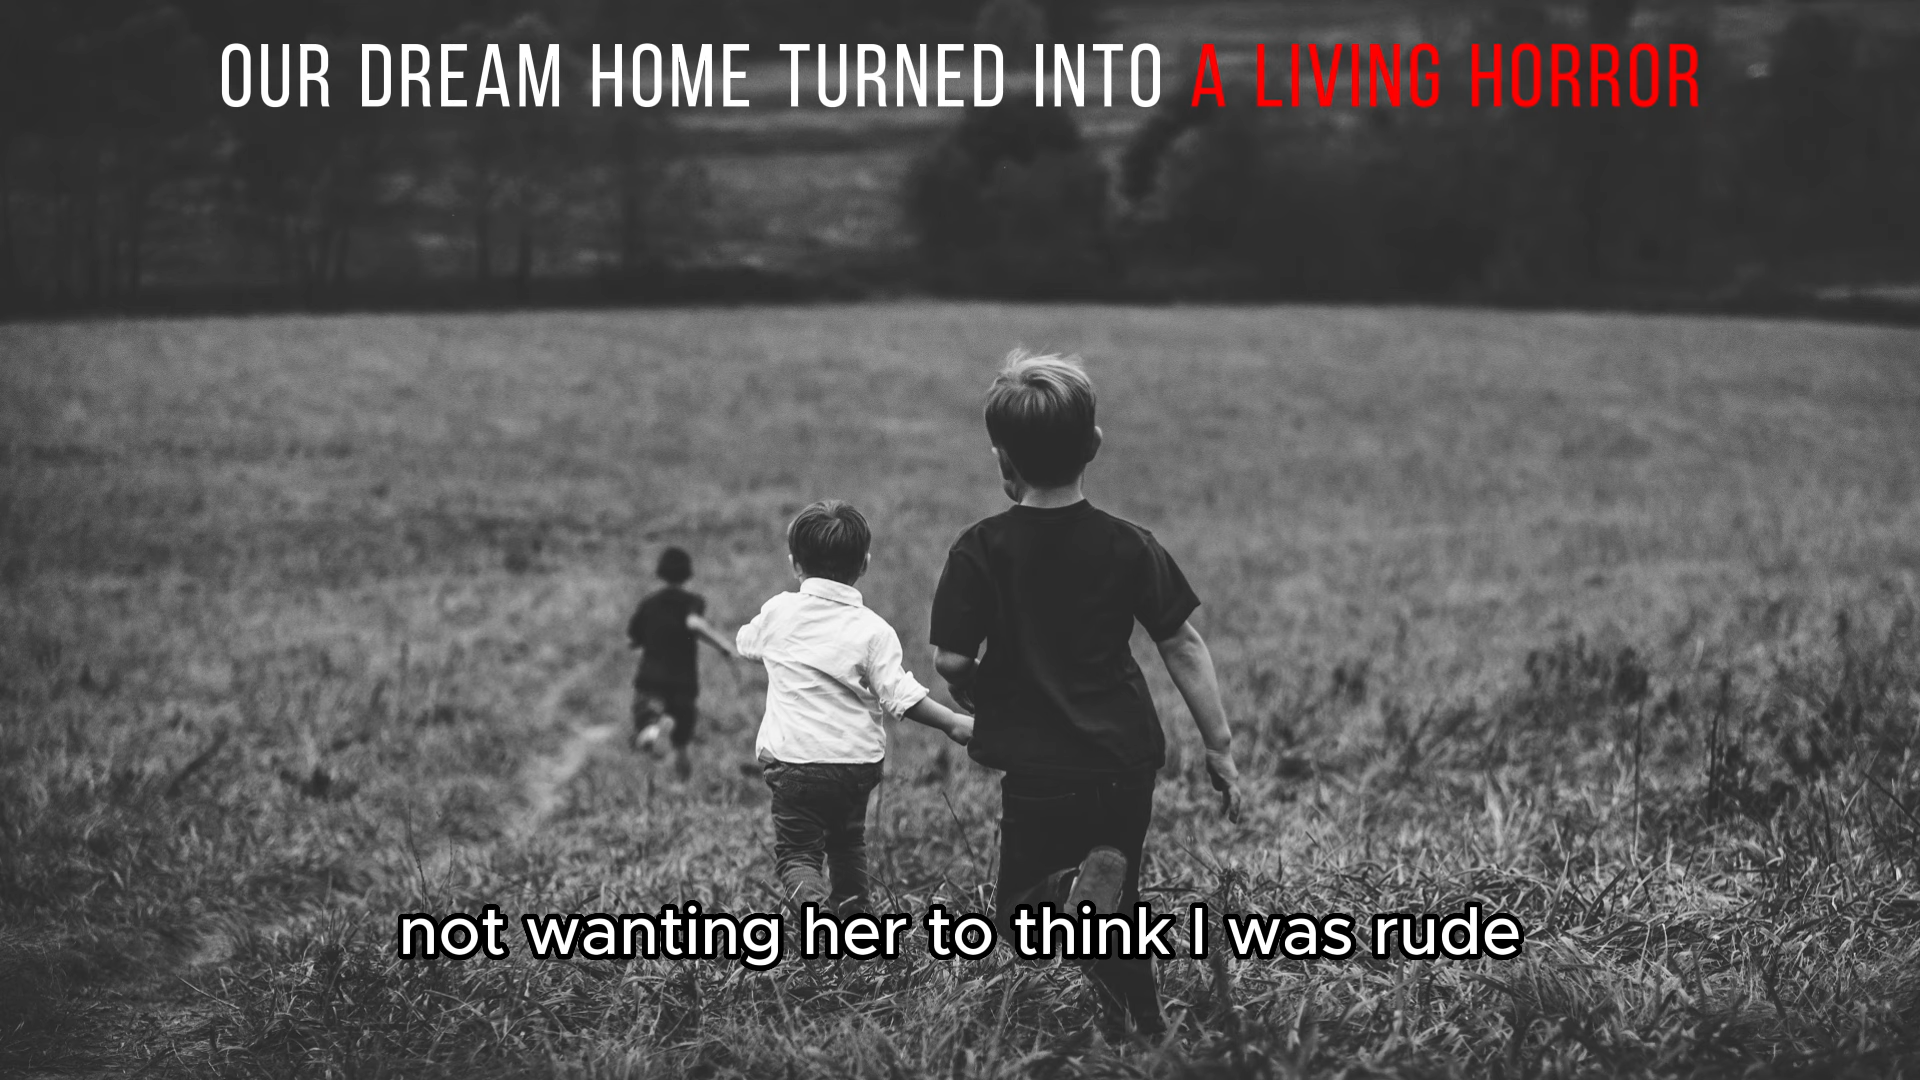 OUR DREAM HOME TURNED INTO A LIVING HORROR
not wanting her to think I was rude